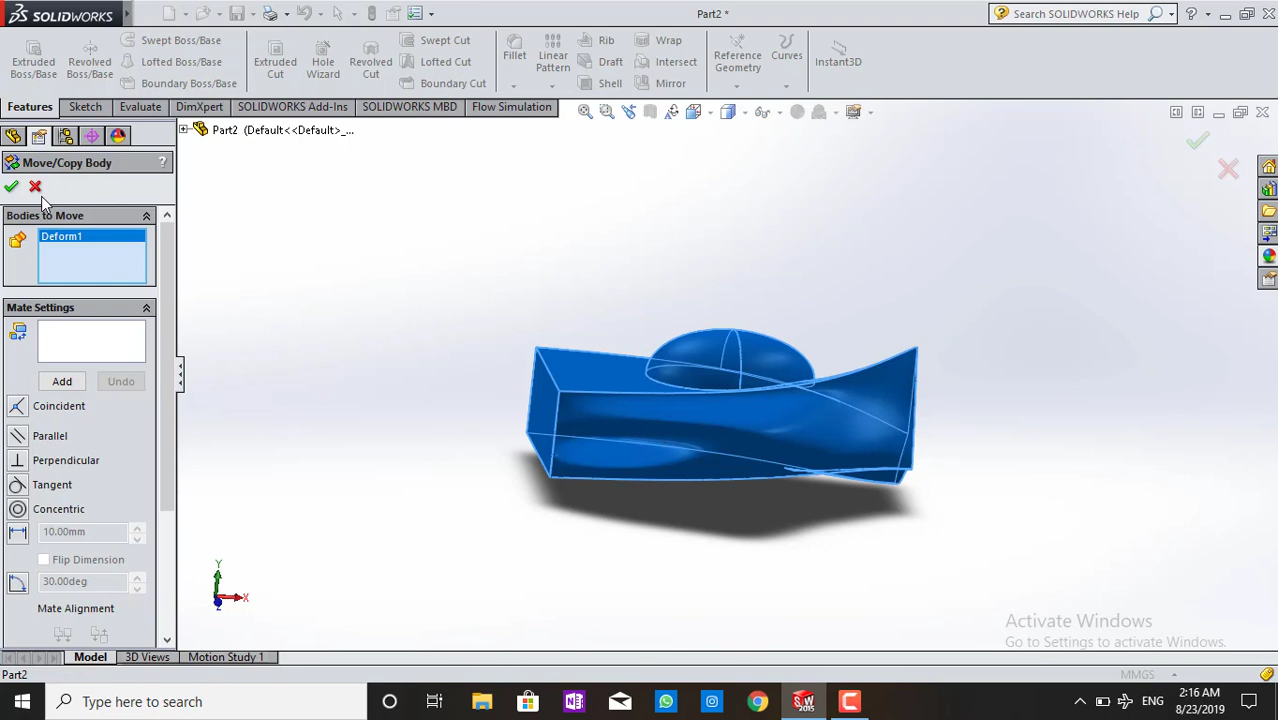 SOLIDWORKS
Part2 *
Search SOLIDWORKS Help
Extruded Boss/Base
Revolved Boss/Base
Swept Boss/Base
Lofted Boss/Base
Boundary Boss/Base
Extruded Cut
Hole Wizard
Revolved Cut
Swept Cut
Lofted Cut
Boundary Cut
Fillet
Linear Pattern
Rib
Draft
Shell
Wrap
Intersect
Mirror
Reference Geometry
Curves
Instant3D
Features
Sketch
Evaluate
DimXpert
SOLIDWORKS Add-Ins
SOLIDWORKS MBD
Flow Simulation
Part2 (Default<<Default>_...
Move/Copy Body
?
Bodies to Move
Deform1
Mate Settings
Add
Undo
Coincident
Parallel
Perpendicular
Tangent
Concentric
10.00mm
Flip Dimension
30.00deg
Mate Alignment
Y
X
Z
Activate Windows
Go to Settings to activate Windows.
Model
3D Views
Motion Study 1
Part2
MMGS
Type here to search
SW
2015
ENG
2:16 AM
8/23/2019